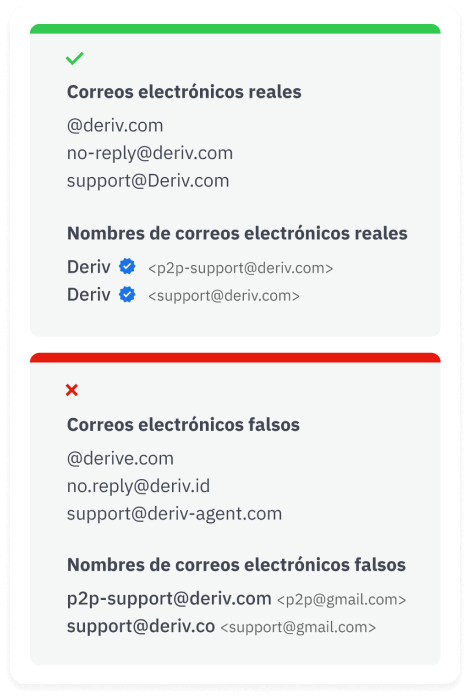 Correos electrónicos reales
@deriv.com
no-reply@deriv.com
support@Deriv.com
Nombres de correos electrónicos reales
Deriv <p2p-support@deriv.com>
Deriv <support@deriv.com>
Correos electrónicos falsos
@derive.com
no.reply@deriv.id
support@deriv-agent.com
Nombres de correos electrónicos falsos
p2p-support@deriv.com <p2p@gmail.com>
support@deriv.co <support@gmail.com>